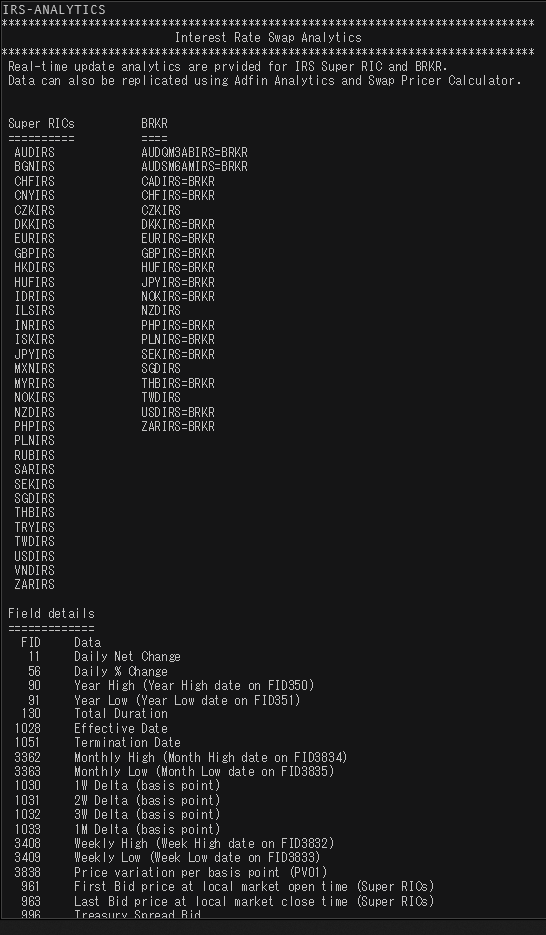 IRS-ANALYTICS
********************************************************************************
Interest Rate Swap Analytics
********************************************************************************
Real-time update analytics are prvided for IRS Super RIC and BRKR.
Data can also be replicated using Adfin Analytics and Swap Pricer Calculator.
Super RICs BRKR
========== ====
AUDIRS AUDQM3ABIRS=BRKR
BGNIRS AUDSM6AMIRS=BRKR
CHFIRS CADIRS=BRKR
CNYIRS CHFIRS=BRKR
CZKIRS CZKIRS
DKKIRS DKKIRS=BRKR
EURIRS EURIRS=BRKR
GBPIRS GBPIRS=BRKR
HKDIRS HUFIRS=BRKR
HUFIRS JPYIRS=BRKR
IDRIRS NOKIRS=BRKR
ILSIRS NZDIRS
INRIRS PHPIRS=BRKR
ISKIRS PLNIRS=BRKR
JPYIRS SEKIRS=BRKR
MXNIRS SGDIRS
MYRIRS THBIRS=BRKR
NOKIRS TWDIRS
NZDIRS USDIRS=BRKR
PHPIRS ZARIRS=BRKR
PLNIRS
RUBIRS
SARIRS
SEKIRS
SGDIRS
THBIRS
TRYIRS
TWDIRS
USDIRS
VNDIRS
ZARIRS
Field details
=============
FID Data
11 Daily Net Change
56 Daily % Change
90 Year High (Year High date on FID350)
91 Year Low (Year Low date on FID351)
130 Total Duration
1028 Effective Date
1051 Termination Date
3362 Monthly High (Month High date on FID3834)
3363 Monthly Low (Month Low date on FID3835)
1030 1W Delta (basis point)
1031 2W Delta (basis point)
1032 3W Delta (basis point)
1033 1M Delta (basis point)
3408 Weekly High (Week High date on FID3832)
3409 Weekly Low (Week Low date on FID3833)
3838 Price variation per basis point (PV01)
961 First Bid price at local market open time (Super RICs)
963 Last Bid price at local market close time (Super RICs)
996 Treasury Spread Bid